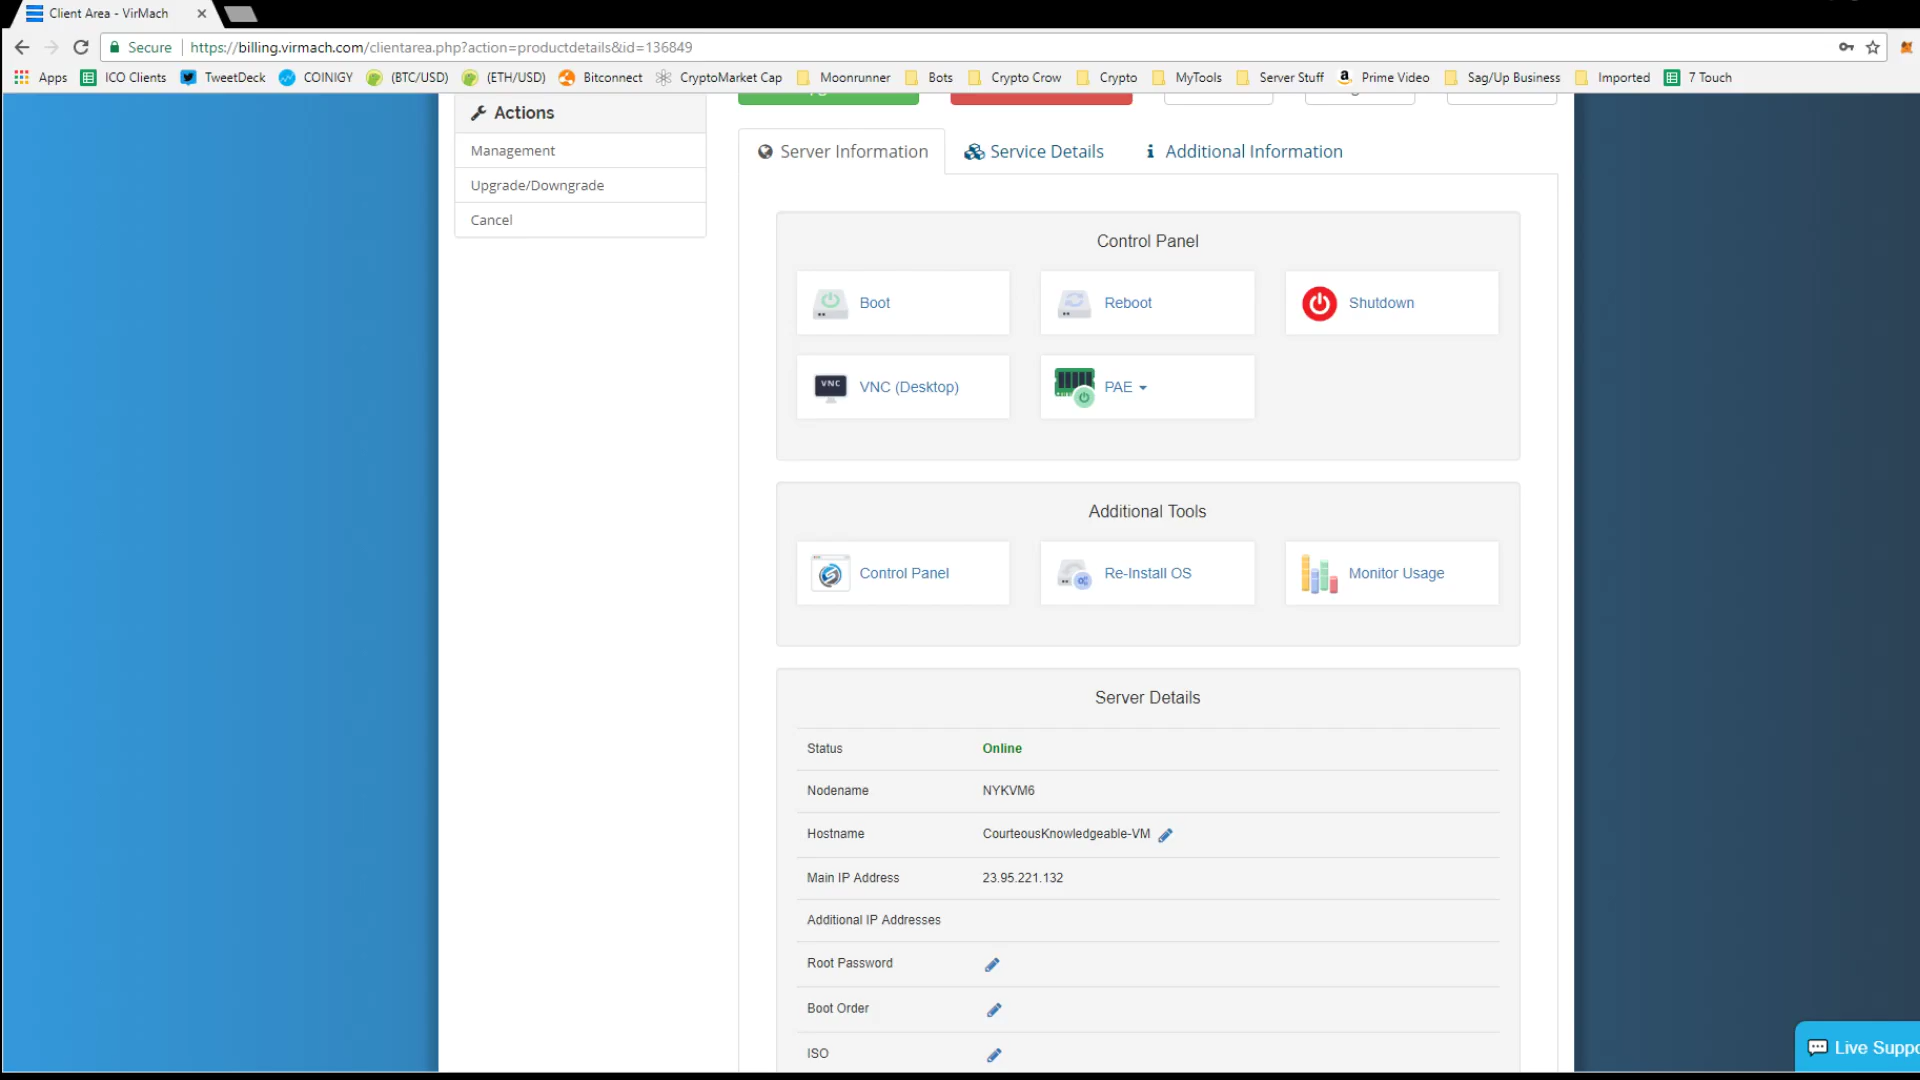 Client Area - VirMach
Secure https://billing.virmach.com/clientarea.php?action=productdetails&id=136849
Apps ICO Clients TweetDeck COINIGY (BTC/USD) (ETH/USD) Bitconnect CryptoMarket Cap Moonrunner Bots Crypto Crow Crypto MyTools Server Stuff Prime Video Sag/Up Business Imported 7 Touch
Actions
Management
Upgrade/Downgrade
Cancel
Server Information Service Details Additional Information
Control Panel
Boot Reboot Shutdown
VNC VNC (Desktop) PAE
Additional Tools
Control Panel Re-Install OS Monitor Usage
Server Details
Status Online
Nodename NYKVM6
Hostname CourteousKnowledgeable-VM
Main IP Address 23.95.221.132
Additional IP Addresses
Root Password
Boot Order
ISO
Live Suppo